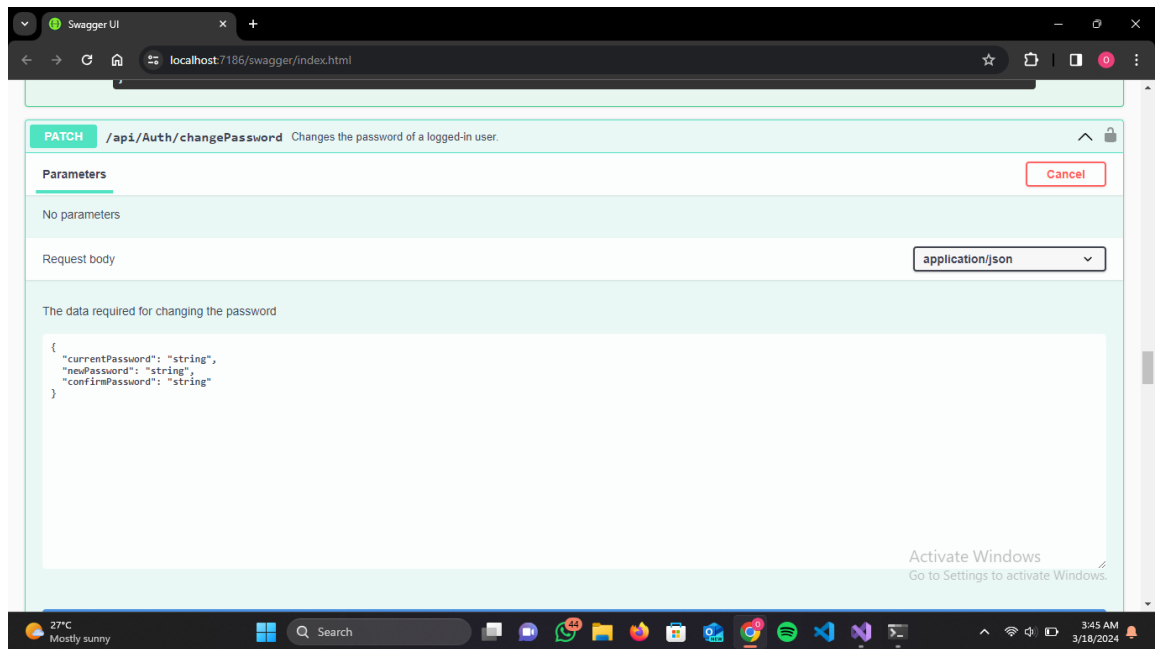 Swagger UI
localhost:7186/swagger/index.html
PATCH /api/Auth/changePassword Changes the password of a logged-in user.
Parameters
Cancel
No parameters
Request body
application/json
The data required for changing the password
{
"currentPassword": "string",
"newPassword": "string",
"confirmPassword": "string"
}
Activate Windows
Go to Settings to activate Windows.
27°C
Mostly sunny
Search
44
NEW
3:45 AM
3/18/2024